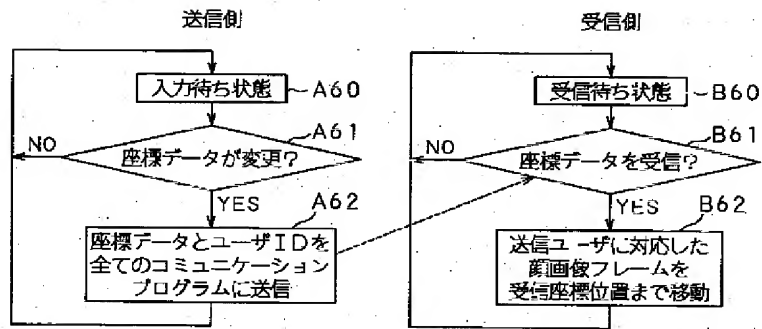 送信側
入力待ち状態
A60
A61
座標データが変更?
NO
YES
A62
座標データとユーザIDを
全てのコミュニケーション
プログラムに送信
受信側
受信待ち状態
B60
B61
座標データを受信?
NO
YES
B62
送信ユーザに対応した
顔画像フレームを
受信座標位置まで移動